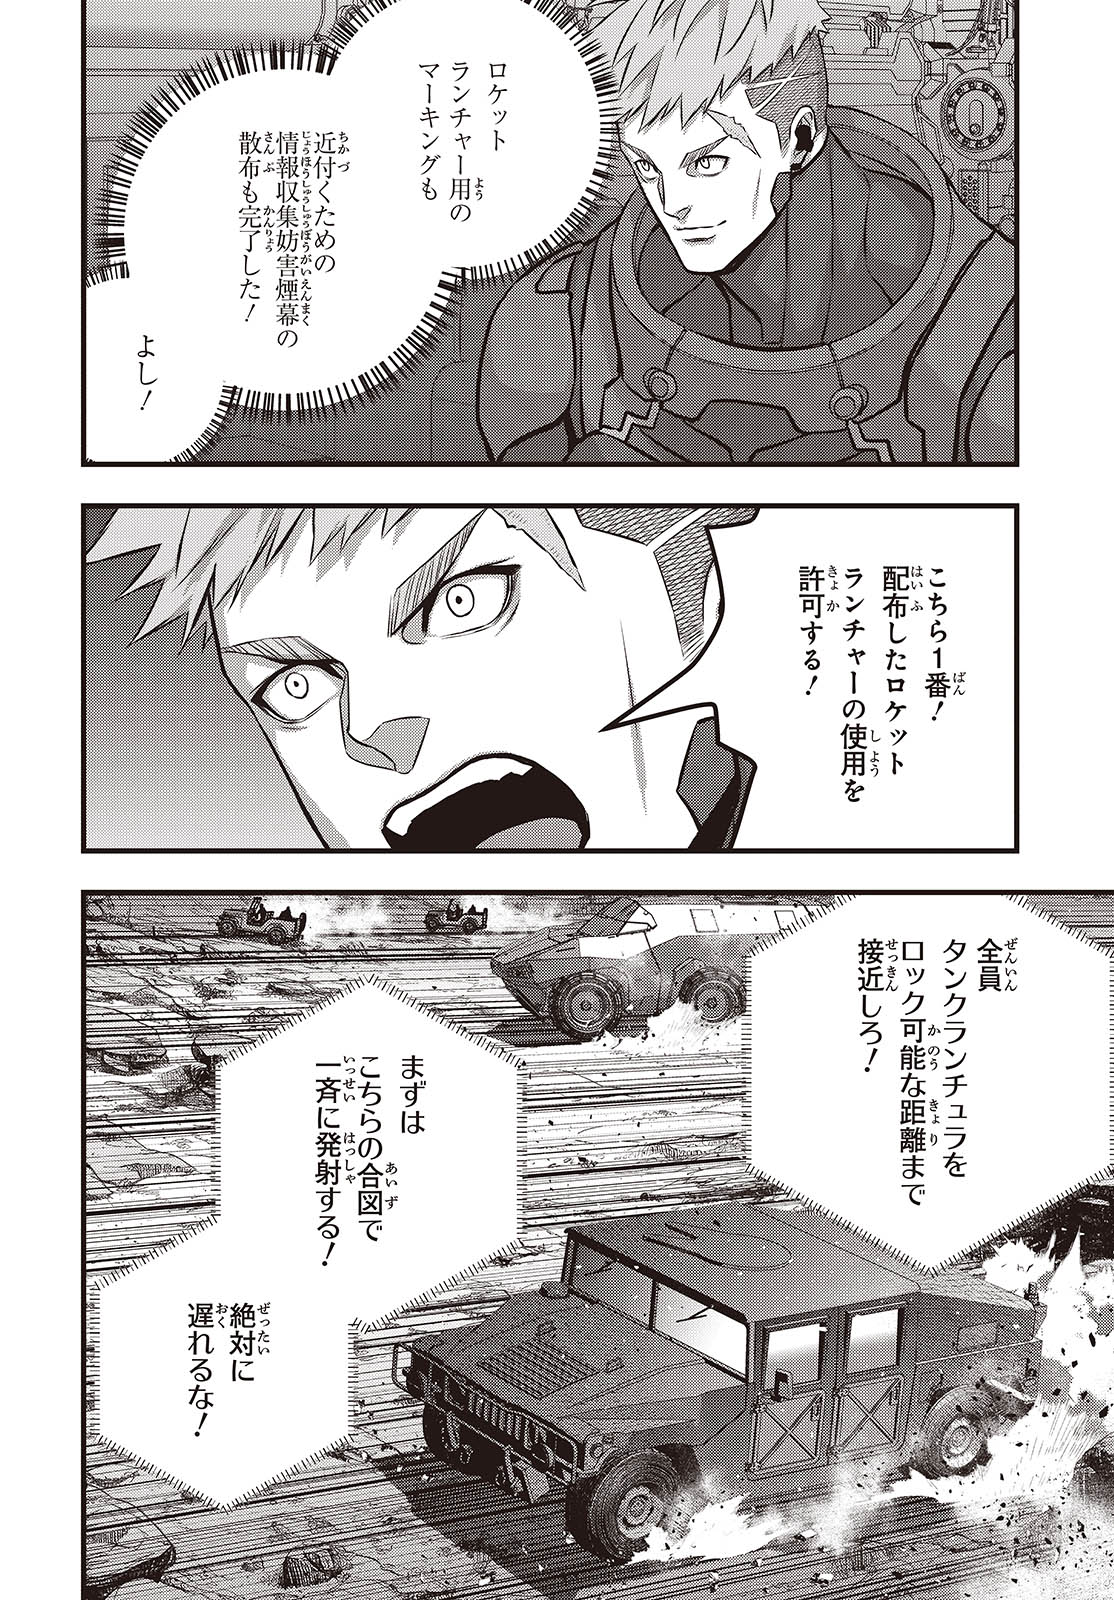 ロケット
ランチャー用の
マーキングも
近付くための
情報収集妨害煙幕の
散布も完了した！
よし！
こちら1番！
配布したロケット
ランチャーの使用を
許可する！
全員
タンクランチュラを
ロック可能な距離まで
接近しろ！
まずは
こちらの合図で
一斉に発射する！
絶対に
遅れるな！